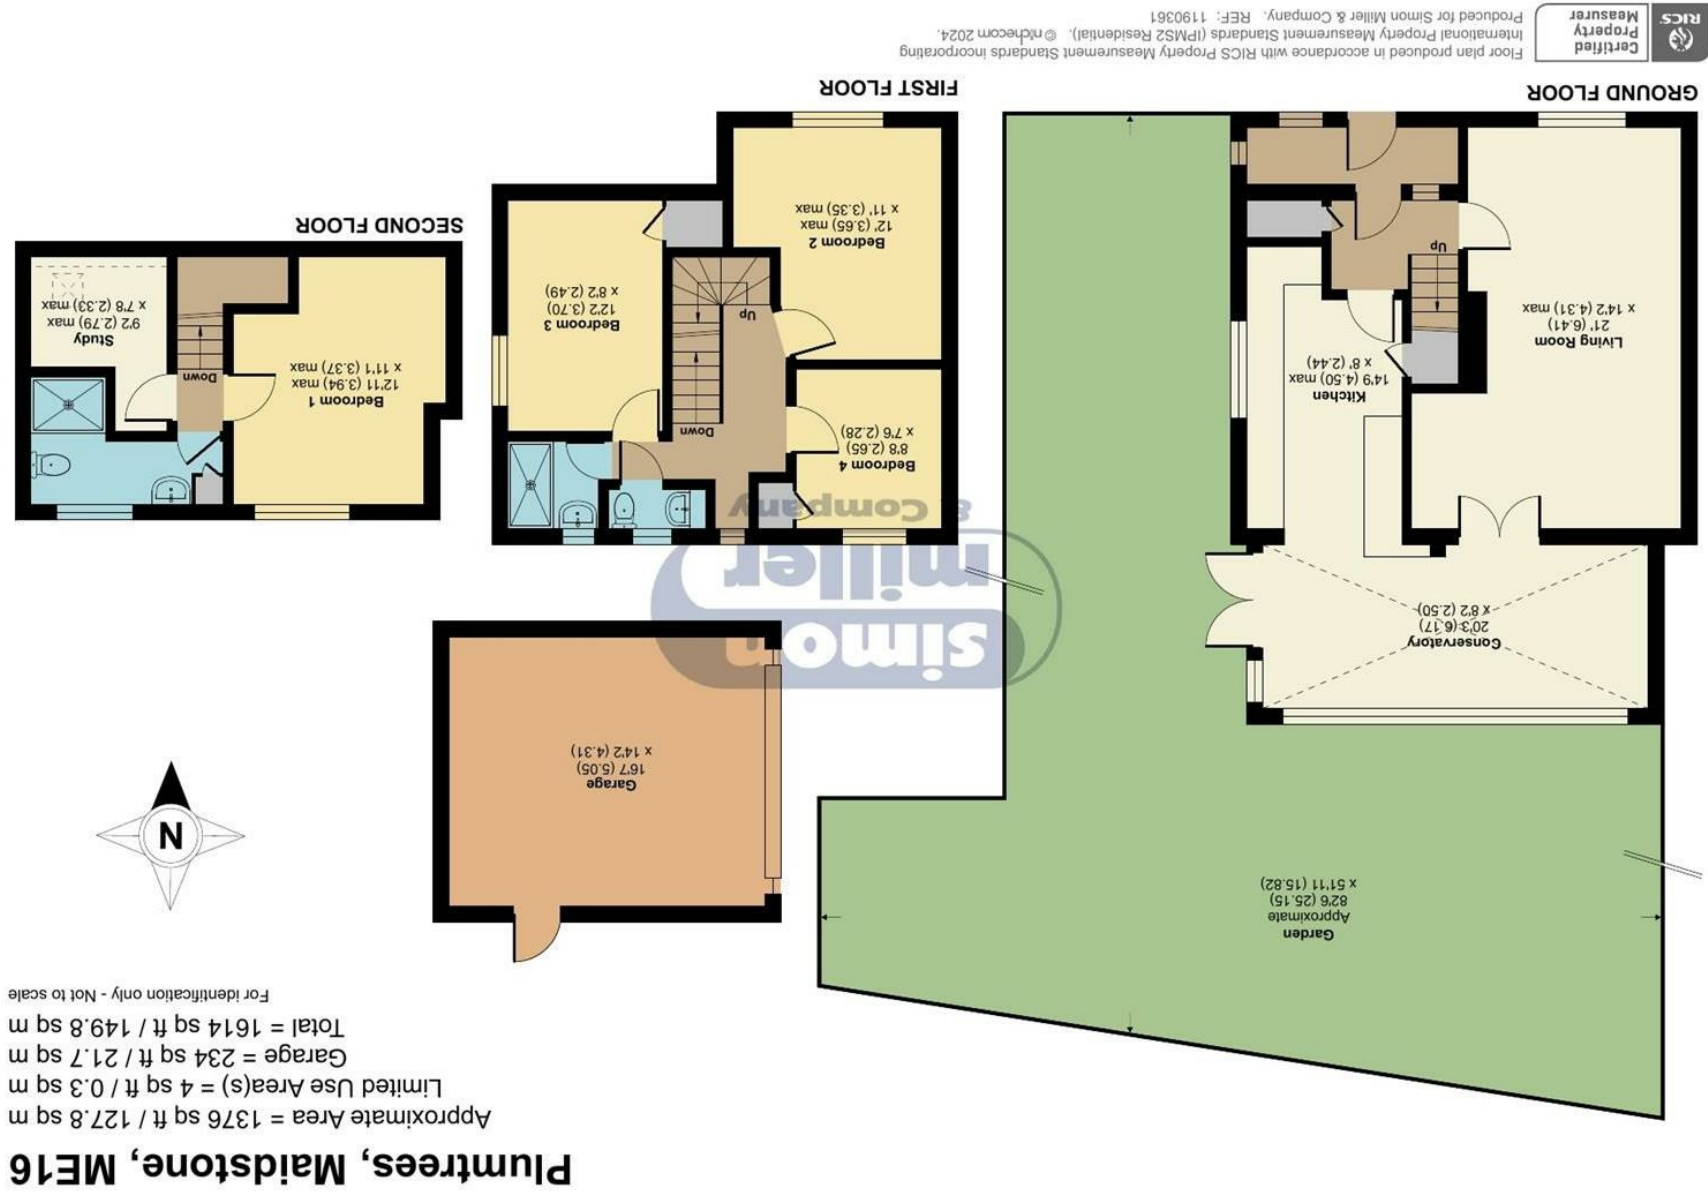 Plumtrees, Maidstone, ME16
Approximate Area = 1376 sq ft / 127.8 sq m
Limited Use Area(s) = 4 sq ft / 0.3 sq m
Garage = 234 sq ft / 21.7 sq m
Total = 1614 sq ft / 149.8 sq m
For identification only - Not to scale
Garden
Approximate
82'6 (25.15)
x 51'11 (15.82)
N
Garage
16'7 (5.05)
x 14'2 (4.31)
Conservatory
20'3 (6.17)
x 8'2 (2.50)
simon
miller
& Company
Living Room
21' (6.41)
x 14'2 (4.31) max
Kitchen
14'9 (4.50) max
x 8' (2.44)
Up
Bedroom 4
8'8 (2.65)
x 7'6 (2.28)
Down
Bedroom 3
12'2 (3.70)
x 8'2 (2.49)
Up
Bedroom 2
12' (3.65) max
x 11' (3.35) max
Bedroom 1
12'11 (3.94) max
x 11'1 (3.37) max
Down
Study
9'2 (2.79) max
x 7'8 (2.33) max
GROUND FLOOR
FIRST FLOOR
SECOND FLOOR
RICS
Certified
Property
Measurer
Floor plan produced in accordance with RICS Property Measurement Standards incorporating
International Property Measurement Standards (IPMS2 Residential). © nichecom 2024.
Produced for Simon Miller & Company. REF: 1190361